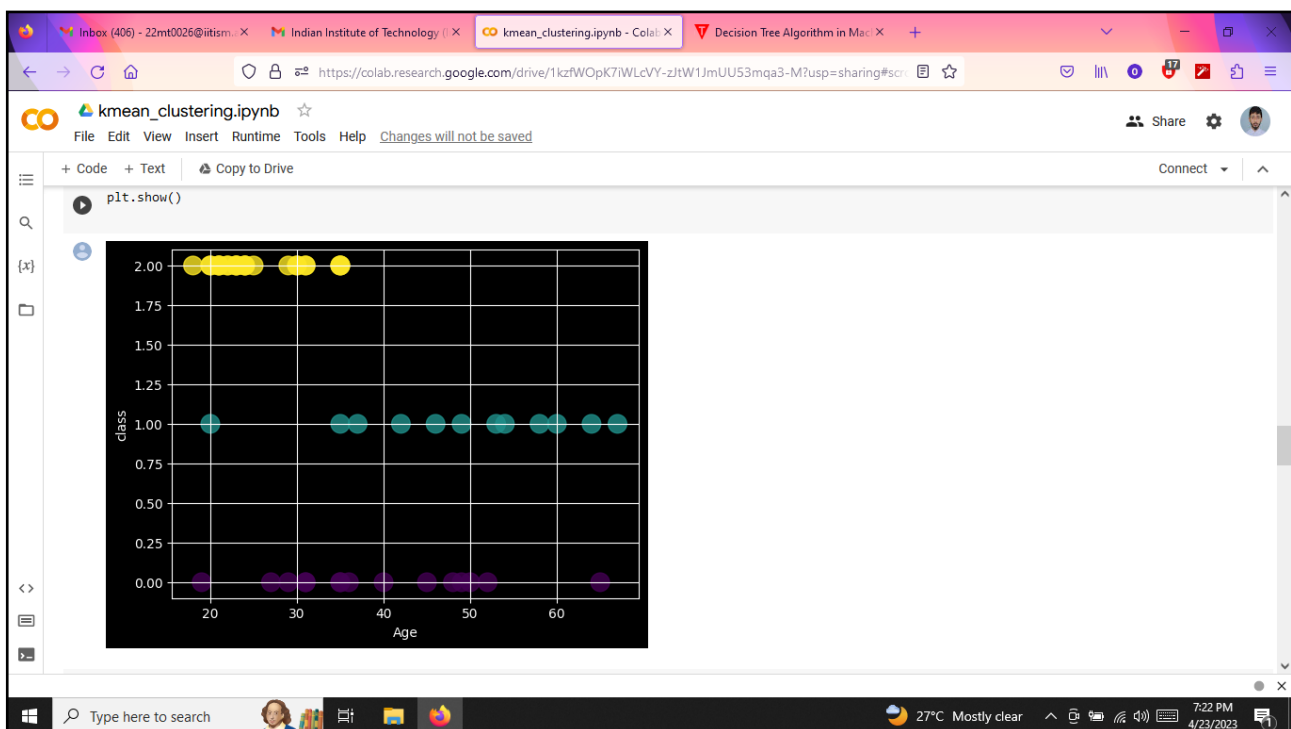 Inbox (406) - 22mt0026@iitism. Indian Institute of Technology ( kmean_clustering.ipynb - Colab Decision Tree Algorithm in Mac
https://colab.research.google.com/drive/1kzfWOpK7iWLcVY-zJtW1JmUU53mqa3-M?usp=sharing#scr 17
kmean_clustering.ipynb
Share
File Edit View Insert Runtime Tools Help Changes will not be saved
+ Code + Text Copy to Drive Connect
plt.show()
{x}
2.00
1.75
1.50
1.25
1.00
0.75
0.50
0.25
0.00
class
20 30 40 50 60
Age
Type here to search 27°C Mostly clear 7:22 PM
4/23/2023